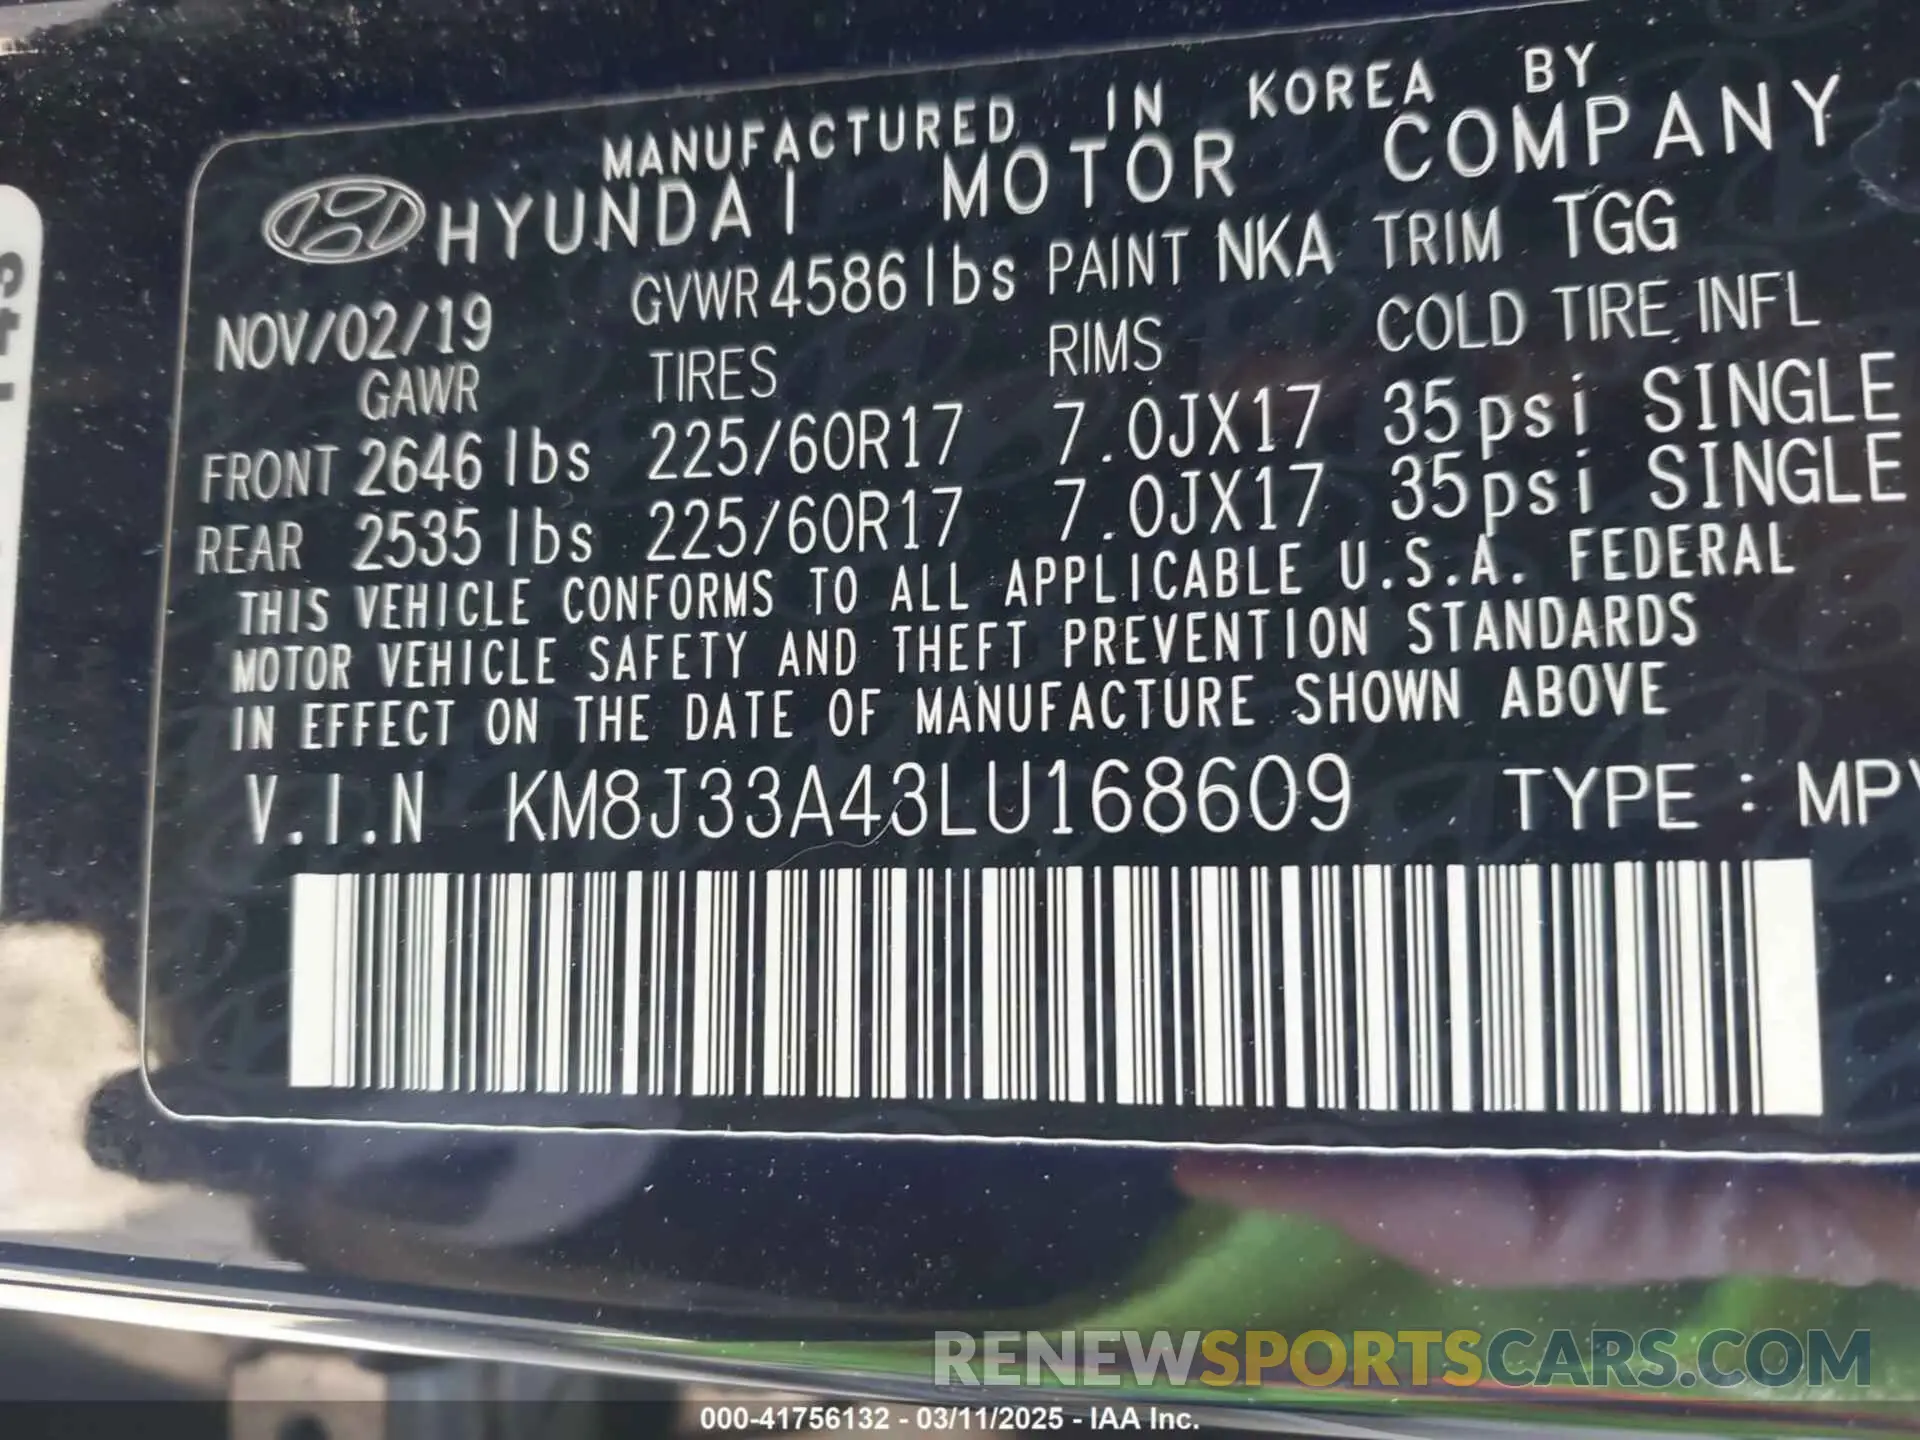 MANUFACTURED IN KOREA BY
HYUNDAI MOTOR COMPANY
NOV/02/19 GVWR 4586 lbs PAINT NKA TRIM TGG
GAWR TIRES RIMS COLD TIRE INFL
FRONT 2646 lbs 225/60R17 7.0JX17 35psi SINGLE
REAR 2535 lbs 225/60R17 7.0JX17 35psi SINGLE
THIS VEHICLE CONFORMS TO ALL APPLICABLE U.S.A. FEDERAL
MOTOR VEHICLE SAFETY AND THEFT PREVENTION STANDARDS
IN EFFECT ON THE DATE OF MANUFACTURE SHOWN ABOVE
V.I.N KM8J33A43LU168609 TYPE : MPV
RENEWSPORTSCARS.COM
000-41756132 - 03/11/2025 - IAA Inc.